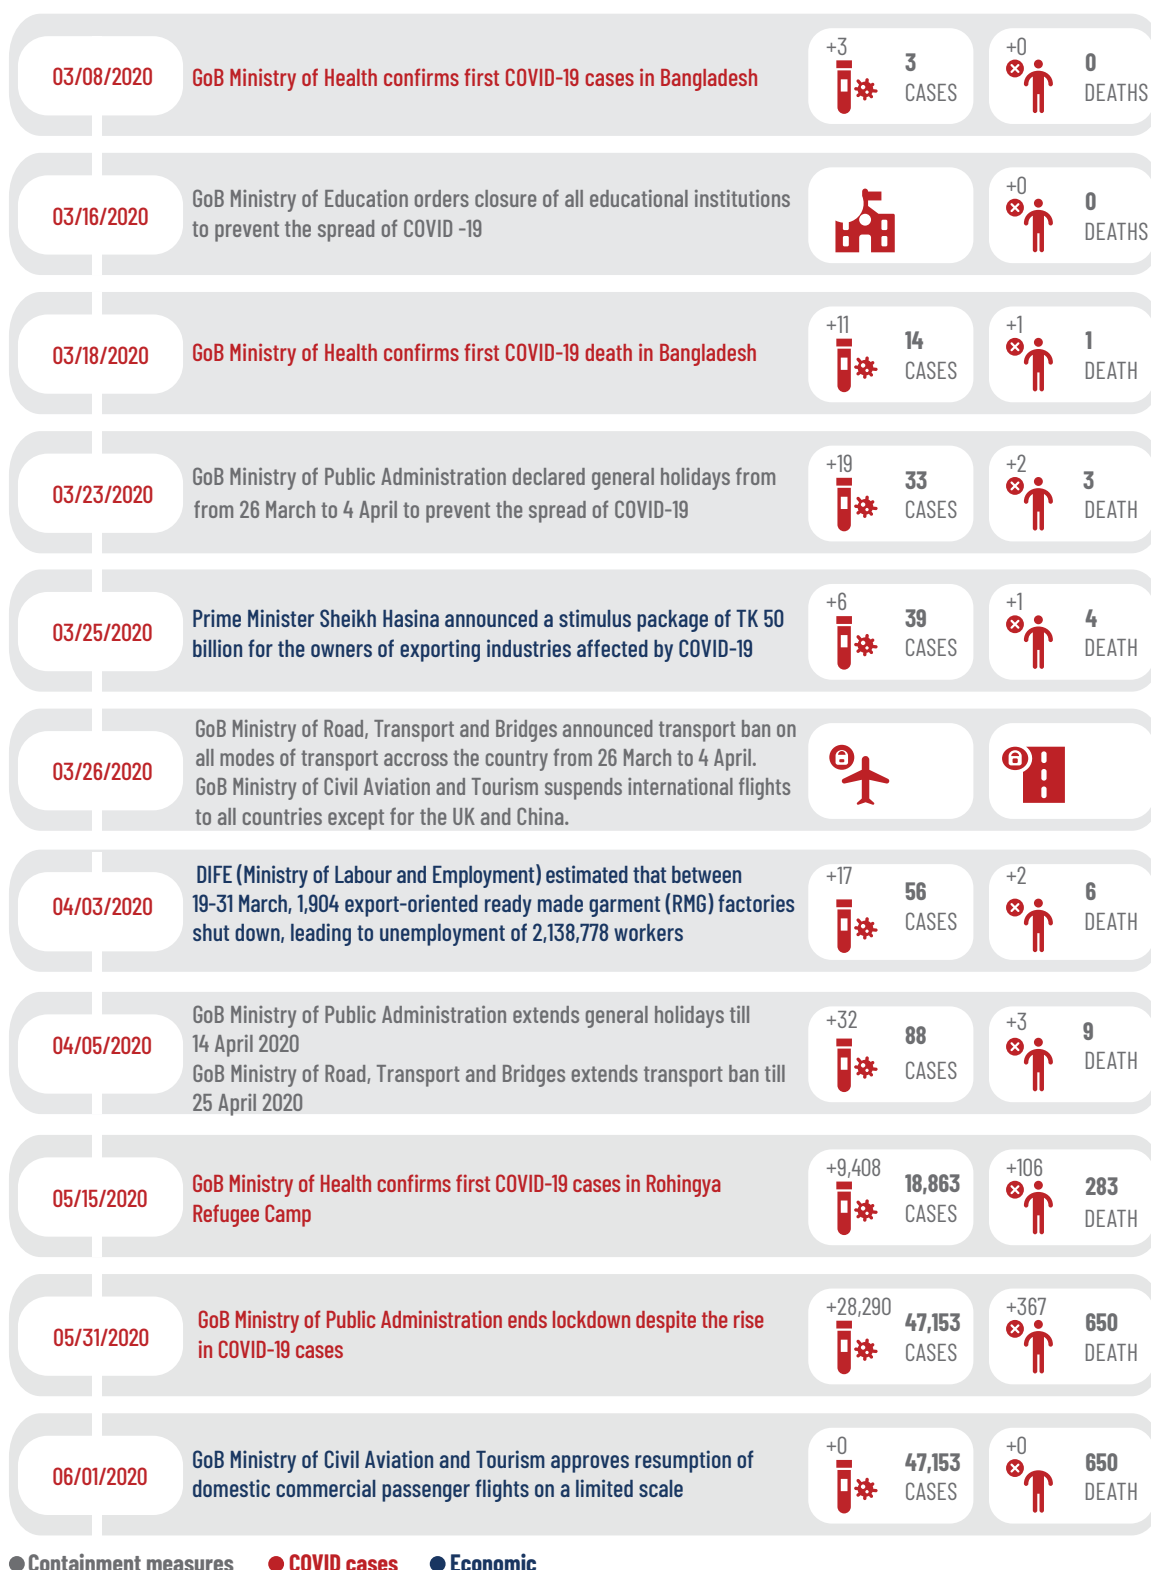 03/08/2020
GoB Ministry of Health confirms first COVID-19 cases in Bangladesh
+3
3
CASES
+0
0
DEATHS
03/16/2020
GoB Ministry of Education orders closure of all educational institutions
to prevent the spread of COVID -19
+0
0
DEATHS
03/18/2020
GoB Ministry of Health confirms first COVID-19 death in Bangladesh
+11
14
CASES
+1
1
DEATH
03/23/2020
GoB Ministry of Public Administration declared general holidays from
from 26 March to 4 April to prevent the spread of COVID-19
+19
33
CASES
+2
3
DEATH
03/25/2020
Prime Minister Sheikh Hasina announced a stimulus package of TK 50
billion for the owners of exporting industries affected by COVID-19
+6
39
CASES
+1
4
DEATH
03/26/2020
GoB Ministry of Road, Transport and Bridges announced transport ban on
all modes of transport accross the country from 26 March to 4 April.
GoB Ministry of Civil Aviation and Tourism suspends international flights
to all countries except for the UK and China.
04/03/2020
DIFE (Ministry of Labour and Employment) estimated that between
19-31 March, 1,904 export-oriented ready made garment (RMG) factories
shut down, leading to unemployment of 2,138,778 workers
+17
56
CASES
+2
6
DEATH
04/05/2020
GoB Ministry of Public Administration extends general holidays till
14 April 2020
GoB Ministry of Road, Transport and Bridges extends transport ban till
25 April 2020
+32
88
CASES
+3
9
DEATH
05/15/2020
GoB Ministry of Health confirms first COVID-19 cases in Rohingya
Refugee Camp
+9,408
18,863
CASES
+106
283
DEATH
05/31/2020
GoB Ministry of Public Administration ends lockdown despite the rise
in COVID-19 cases
+28,290
47,153
CASES
+367
650
DEATH
06/01/2020
GoB Ministry of Civil Aviation and Tourism approves resumption of
domestic commercial passenger flights on a limited scale
+0
47,153
CASES
+0
650
DEATH
Containment measures
COVID cases
Economic